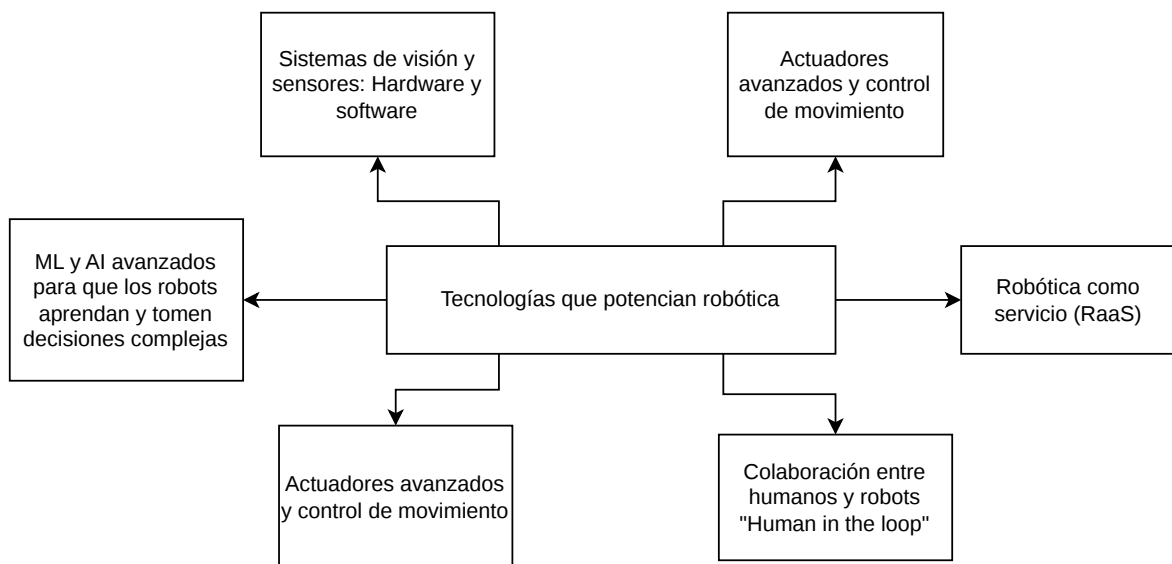 Sistemas de visión y
sensores: Hardware y
software
Actuadores
avanzados y control
de movimiento
ML y AI avanzados
para que los robots
aprendan y tomen
decisiones complejas
Tecnologías que potencian robótica
Robótica como
servicio (RaaS)
Actuadores avanzados
y control de movimiento
Colaboración entre
humanos y robots
"Human in the loop"